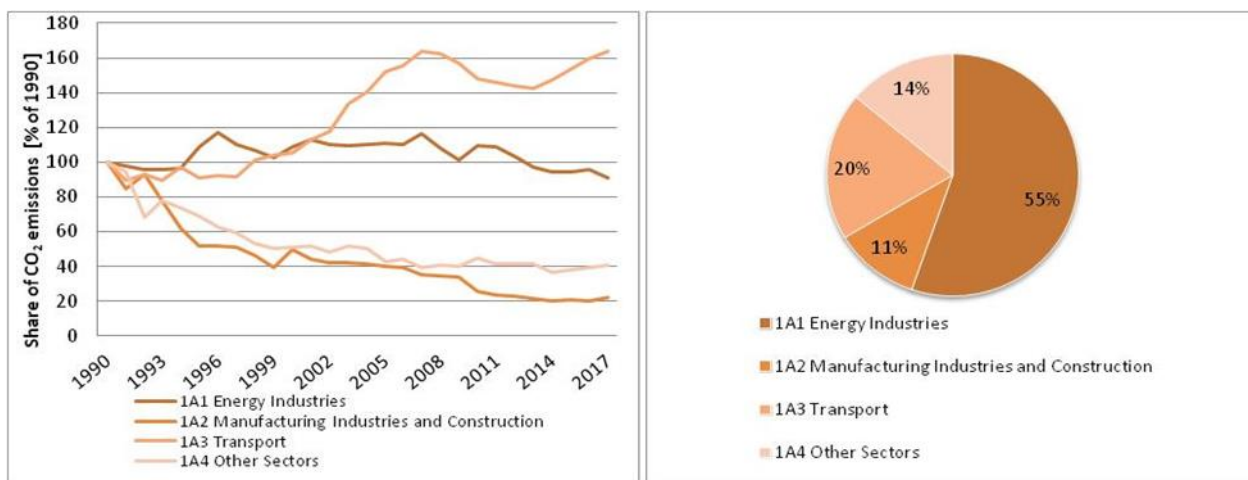 Share of CO₂ emissions [% of 1990]
180
160
140
120
100
80
60
40
20
0
1990
1993
1996
1999
2002
2005
2008
2011
2014
2017
1A1 Energy Industries
1A2 Manufacturing Industries and Construction
1A3 Transport
1A4 Other Sectors
14%
20%
55%
11%
1A1 Energy Industries
1A2 Manufacturing Industries and Construction
1A3 Transport
1A4 Other Sectors